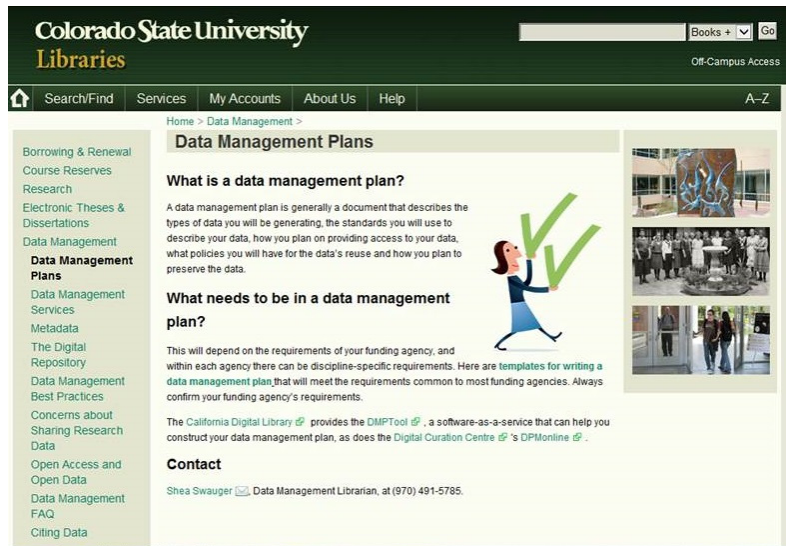 Colorado State University
Libraries
Books +
Go
Off-Campus Access
Search/Find
Services
My Accounts
About Us
Help
A–Z
Home > Data Management >
Borrowing & Renewal
Course Reserves
Research
Electronic Theses &
Dissertations
Data Management
Data Management
Plans
Data Management
Services
Metadata
The Digital
Repository
Data Management
Best Practices
Concerns about
Sharing Research
Data
Open Access and
Open Data
Data Management
FAQ
Citing Data
Data Management Plans
What is a data management plan?
A data management plan is generally a document that describes the
types of data you will be generating, the standards you will use to
describe your data, how you plan on providing access to your data,
what policies you will have for the data's reuse and how you plan to
preserve the data.
What needs to be in a data management
plan?
This will depend on the requirements of your funding agency, and
within each agency there can be discipline-specific requirements. Here are templates for writing a
data management plan that will meet the requirements common to most funding agencies. Always
confirm your funding agency's requirements.
The California Digital Library provides the DMPTool , a software-as-a-service that can help you
construct your data management plan, as does the Digital Curation Centre 's DPMonline .
Contact
Shea Swauger , Data Management Librarian, at (970) 491-5785.